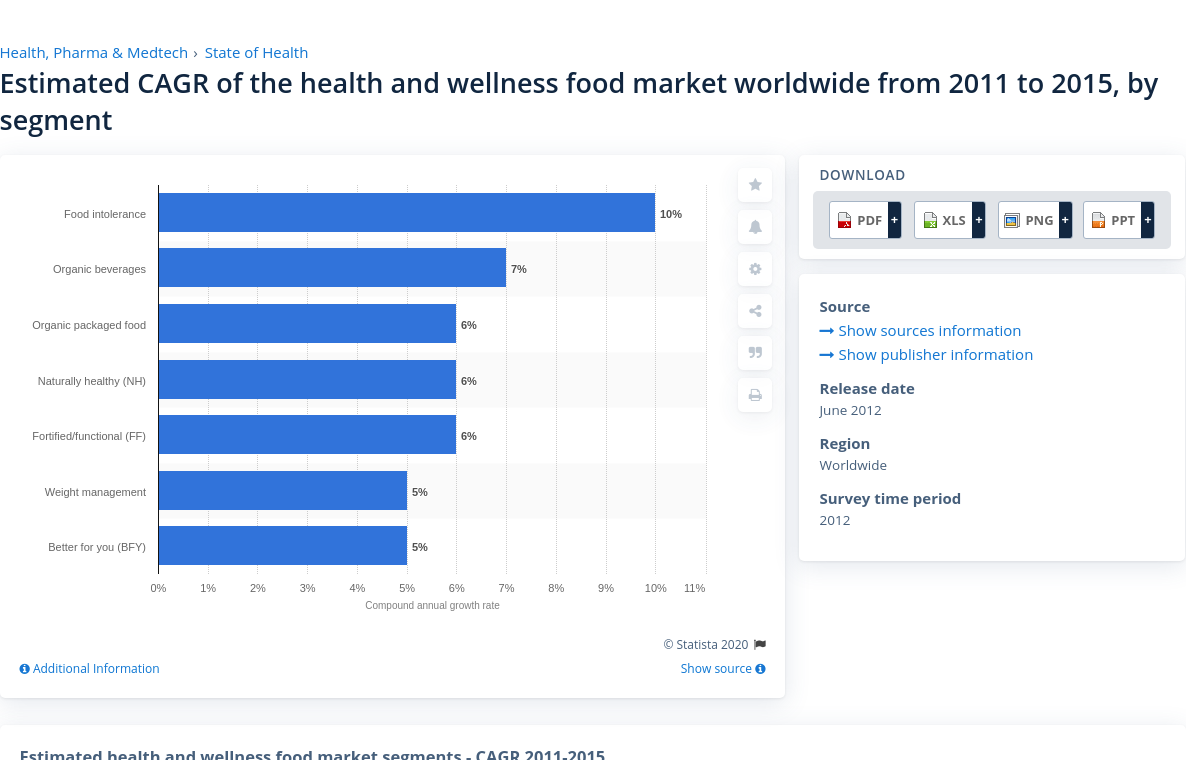 Health, Pharma & Medtech › State of Health
Estimated CAGR of the health and wellness food market worldwide from 2011 to 2015, by
segment
Food intolerance 10%
Organic beverages 7%
Organic packaged food 6%
Naturally healthy (NH) 6%
Fortified/functional (FF) 6%
Weight management 5%
Better for you (BFY) 5%
0% 1% 2% 3% 4% 5% 6% 7% 8% 9% 10% 11%
Compound annual growth rate
© Statista 2020
Additional Information
Show source
DOWNLOAD
PDF + XLS + PNG + PPT +
Source
Show sources information
Show publisher information
Release date
June 2012
Region
Worldwide
Survey time period
2012
Estimated health and wellness food market segments - CAGR 2011-2015